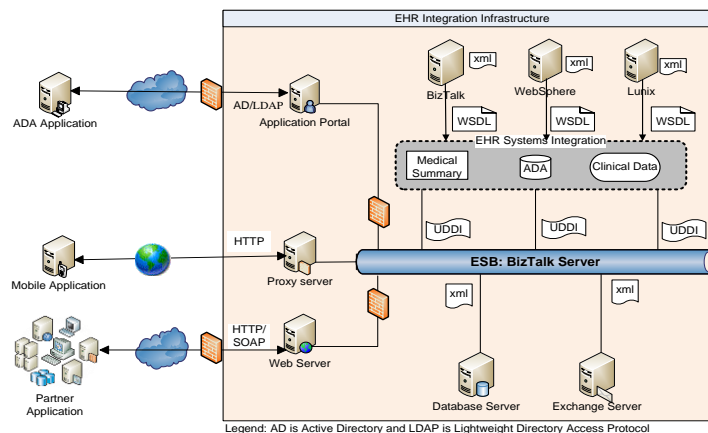 EHR Integration Infrastructure
xml
xml
xml
BizTalk
WebSphere
Lunix
ADA Application
AD/LDAP
Application Portal
WSDL
WSDL
WSDL
EHR Systems Integration
Medical
Summary
ADA
Clinical Data
UDDI
UDDI
UDDI
HTTP
Mobile Application
Proxy server
ESB: BizTalk Server
xml
xml
HTTP/
SOAP
Web Server
Partner
Application
Database Server
Exchange Server
Legend: AD is Active Directory and LDAP is Lightweight Directory Access Protocol